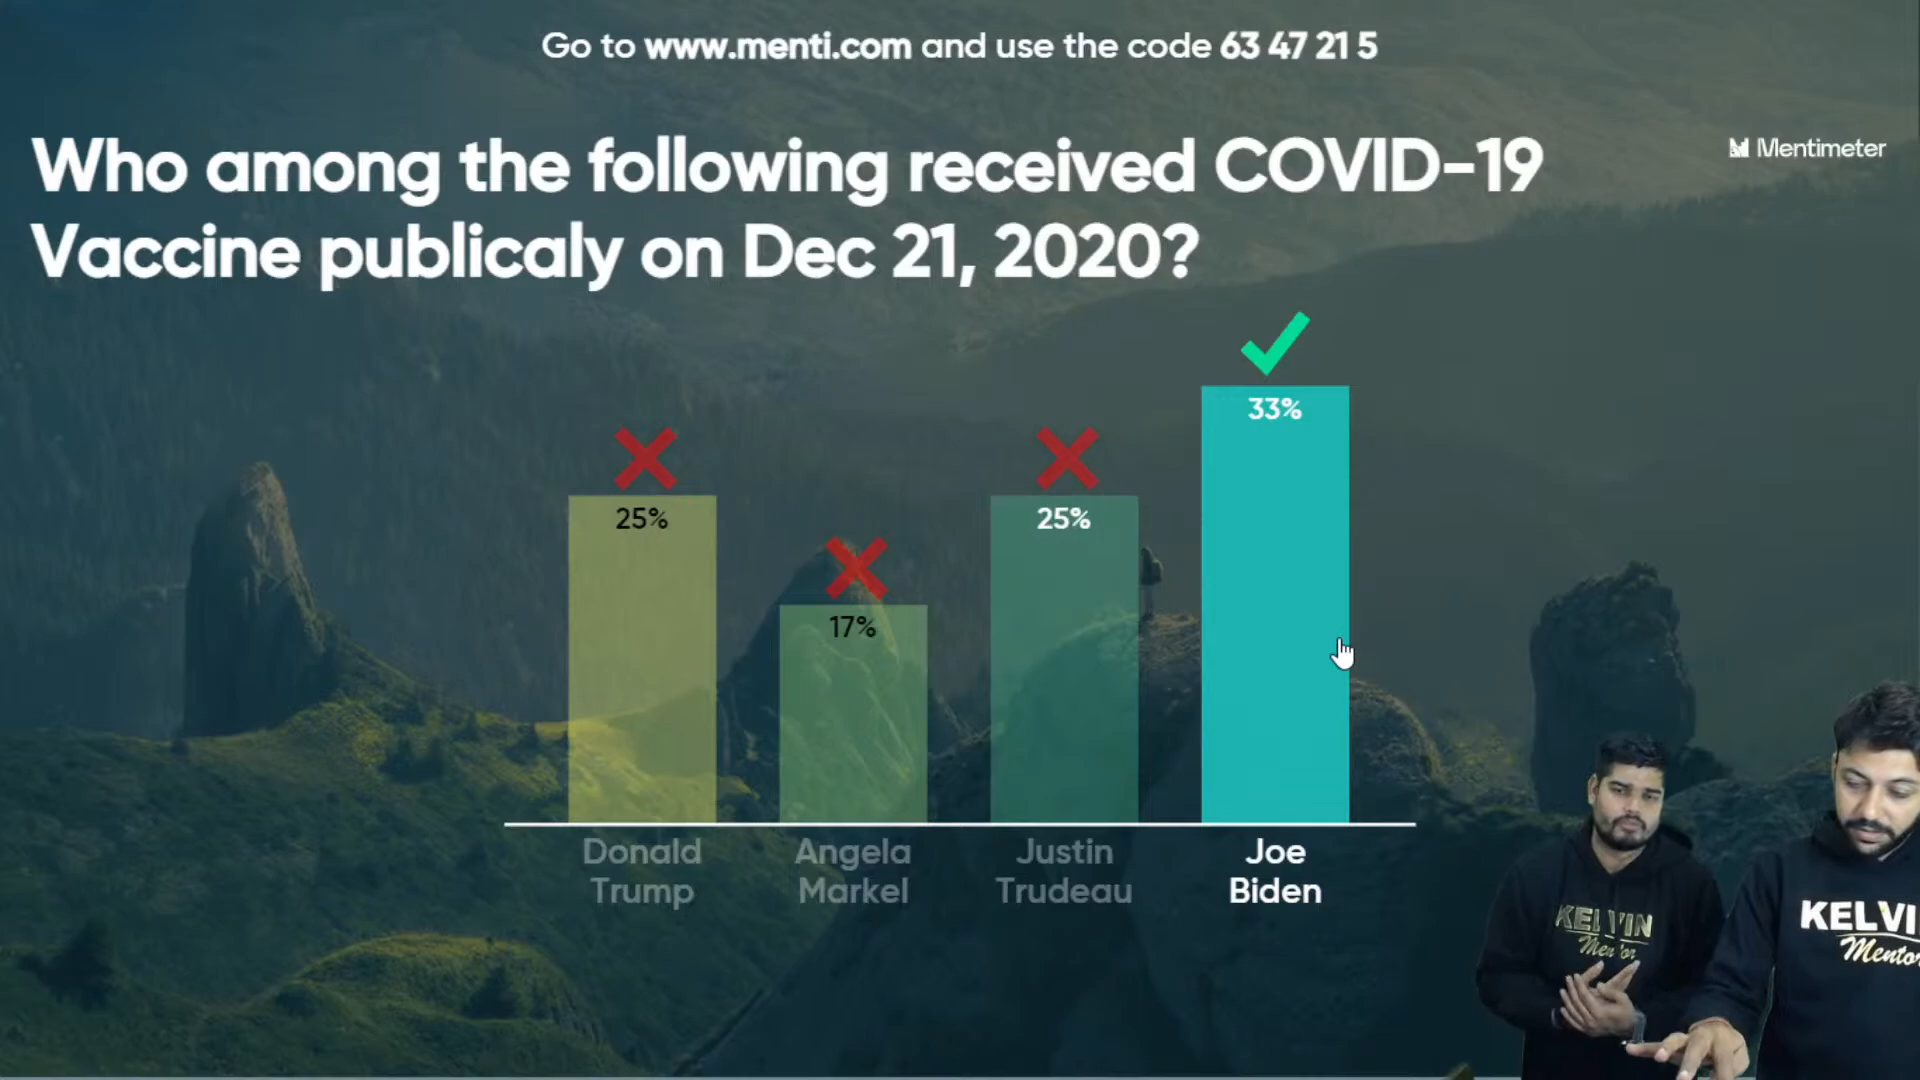 Go to www.menti.com and use the code 63 47 21 5
Who among the following received COVID-19
Vaccine publicaly on Dec 21, 2020?
Mentimeter
25%
17%
25%
33%
Donald
Trump
Angela
Markel
Justin
Trudeau
Joe
Biden
KELVIN
Mentor
KELVI
Mentor